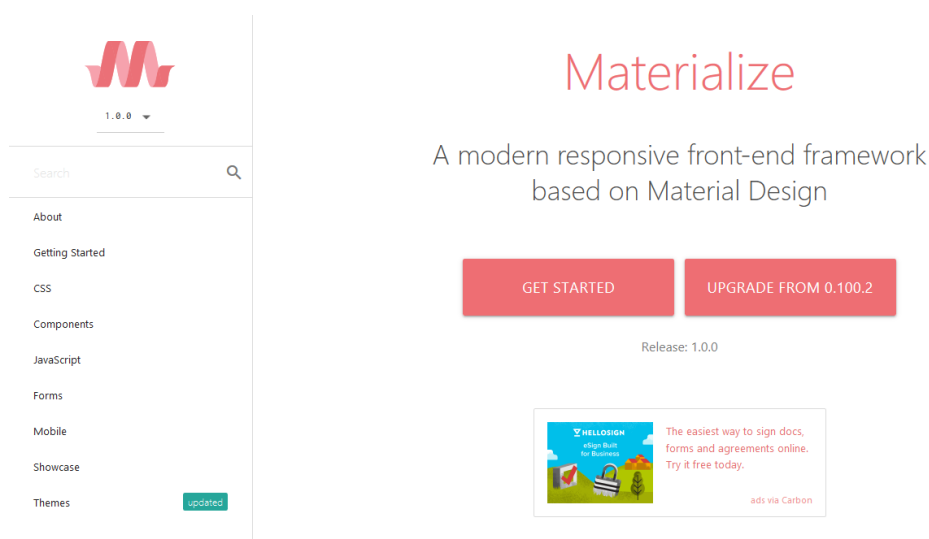 1.0.0
Search
About
Getting Started
CSS
Components
JavaScript
Forms
Mobile
Showcase
Themes
updated
Materialize
A modern responsive front-end framework
based on Material Design
GET STARTED
UPGRADE FROM 0.100.2
Release: 1.0.0
HELLOSIGN
eSign Built
for Business
The easiest way to sign docs,
forms and agreements online.
Try it free today.
ads via Carbon